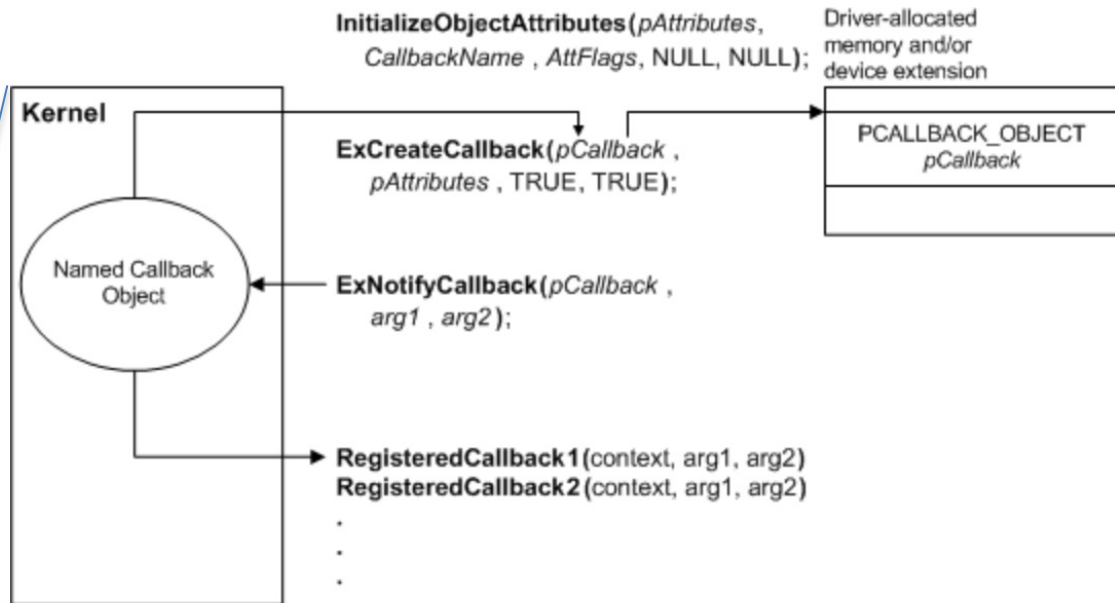 InitializeObjectAttributes(pAttributes,
CallbackName , AttFlags, NULL, NULL);
Driver-allocated
memory and/or
device extension
Kernel
ExCreateCallback(pCallback ,
pAttributes , TRUE, TRUE);
PCALLBACK_OBJECT
pCallback
Named Callback
Object
ExNotifyCallback(pCallback ,
arg1 , arg2);
RegisteredCallback1(context, arg1, arg2)
RegisteredCallback2(context, arg1, arg2)
.
.
.